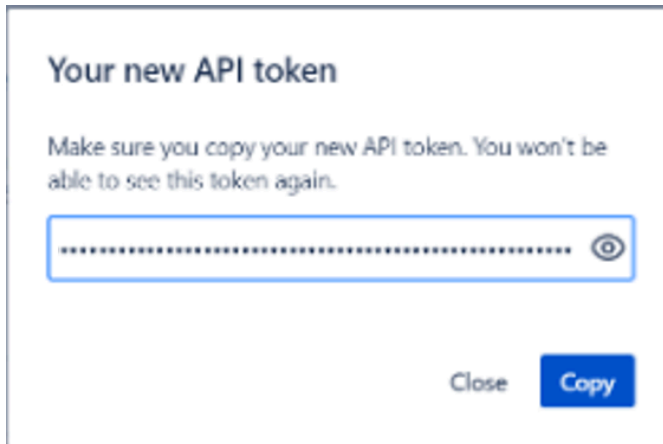 Your new API token
Make sure you copy your new API token. You won't be
able to see this token again.
Close
Copy